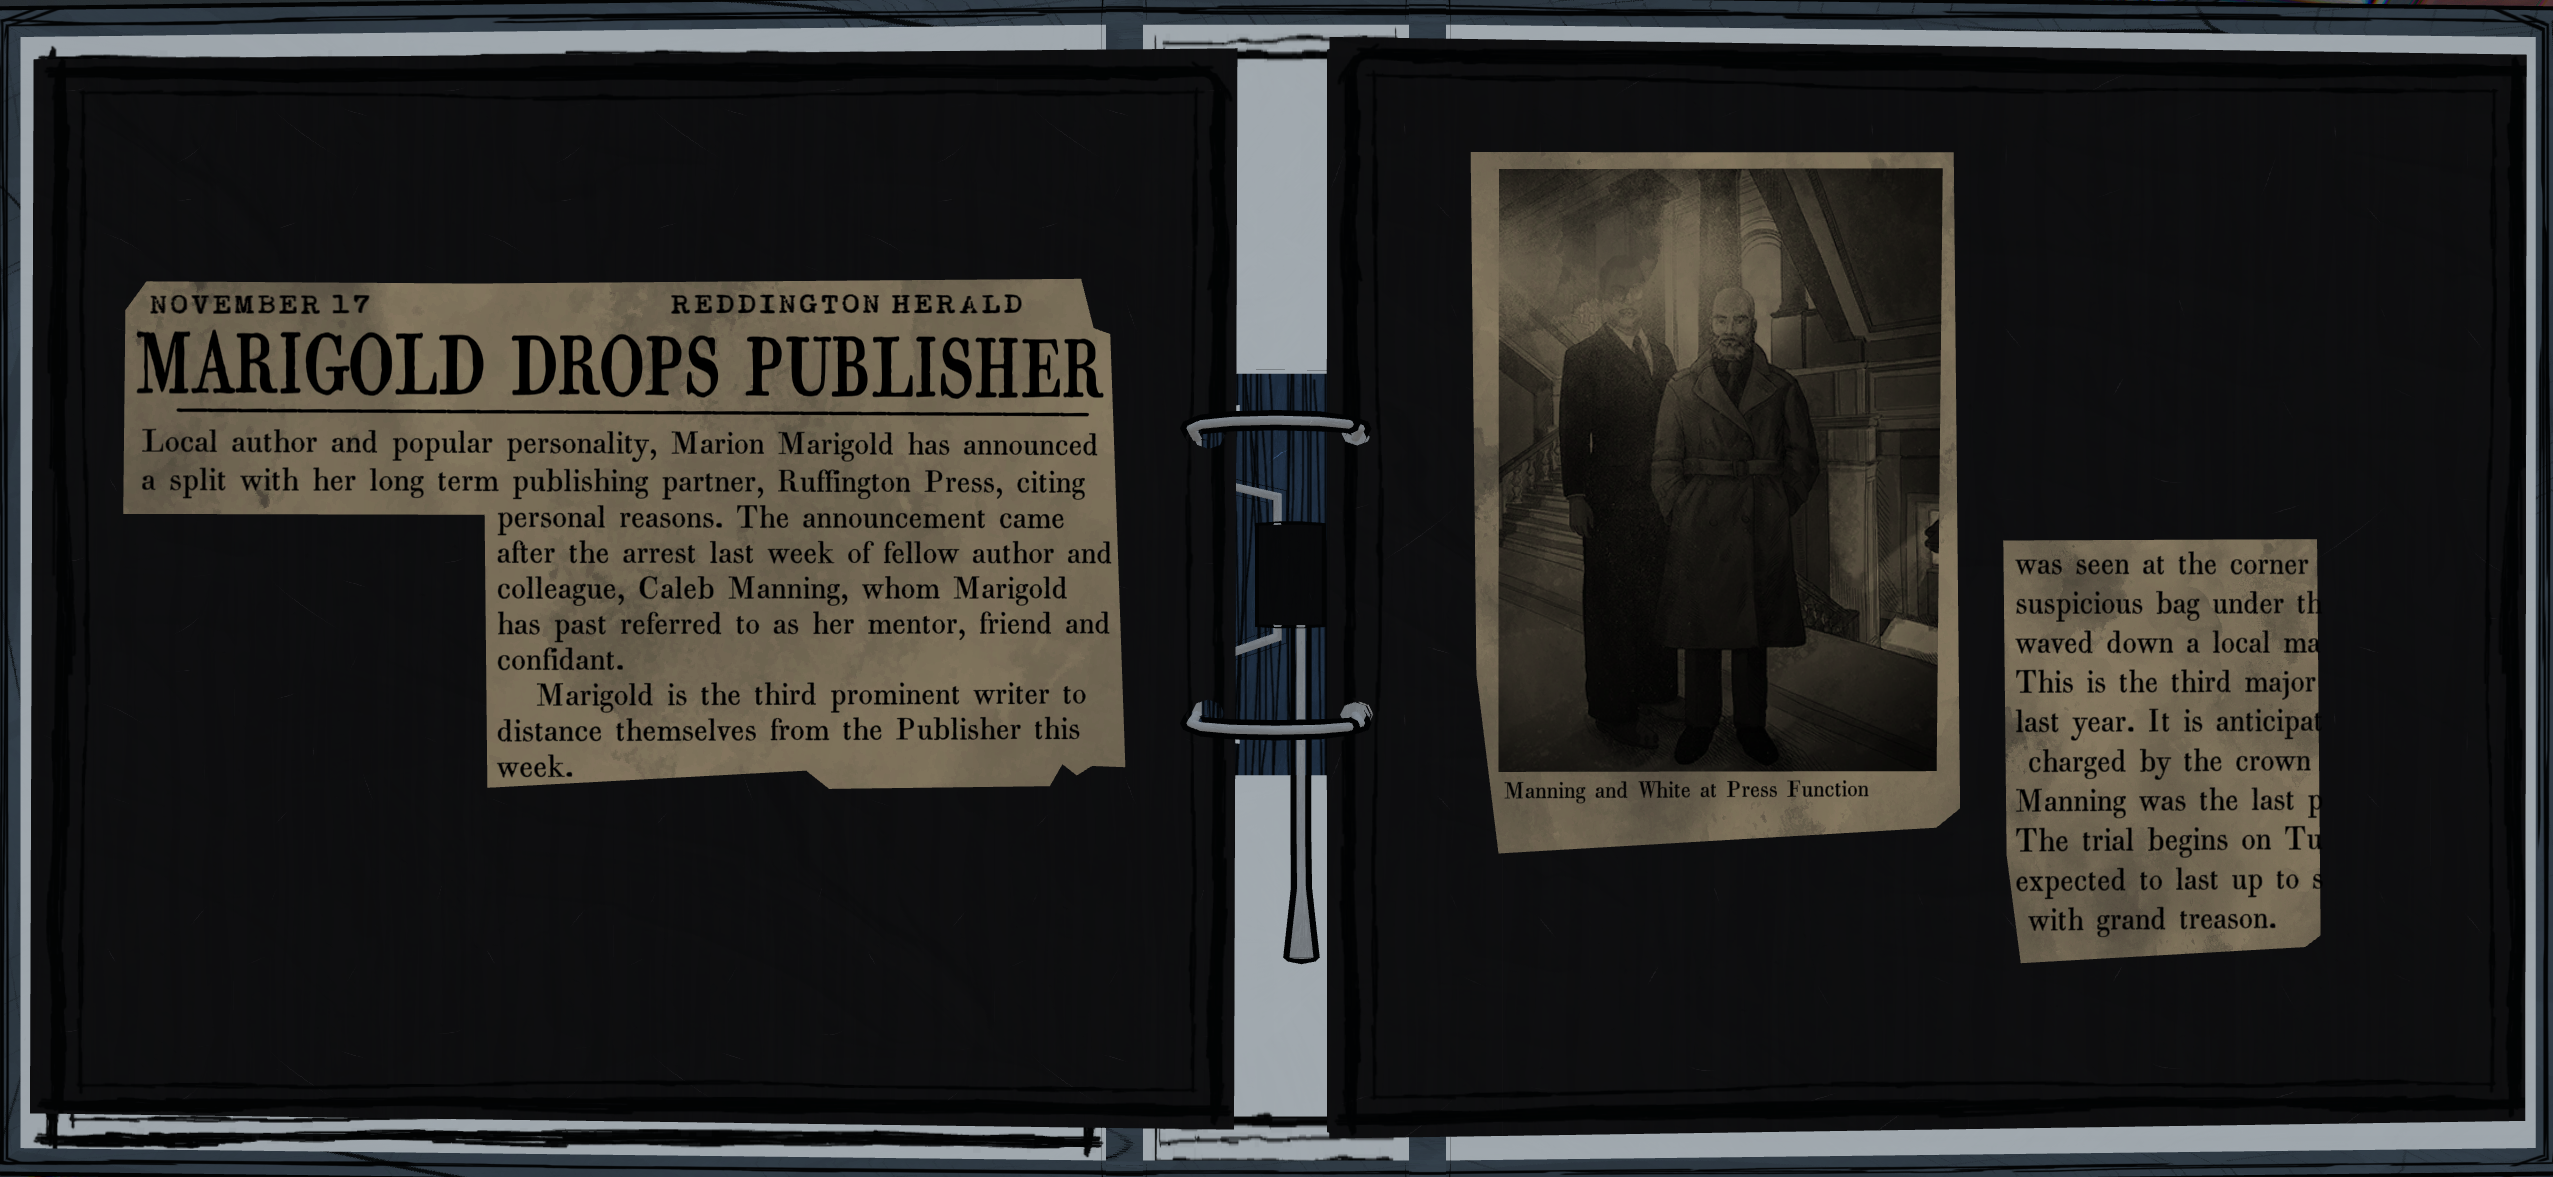 NOVEMBER 17 REDDINGTON HERALD
MARIGOLD DROPS PUBLISHER
Local author and popular personality, Marion Marigold has announced
a split with her long term publishing partner, Ruffington Press, citing
personal reasons. The announcement came
after the arrest last week of fellow author and
colleague, Caleb Manning, whom Marigold
has past referred to as her mentor, friend and
confidant.
Marigold is the third prominent writer to
distance themselves from the Publisher this
week.
Manning and White at Press Function
was seen at the corner
suspicious bag under th
waved down a local ma
This is the third major
last year. It is anticipat
charged by the crown
Manning was the last p
The trial begins on Tu
expected to last up to s
with grand treason.